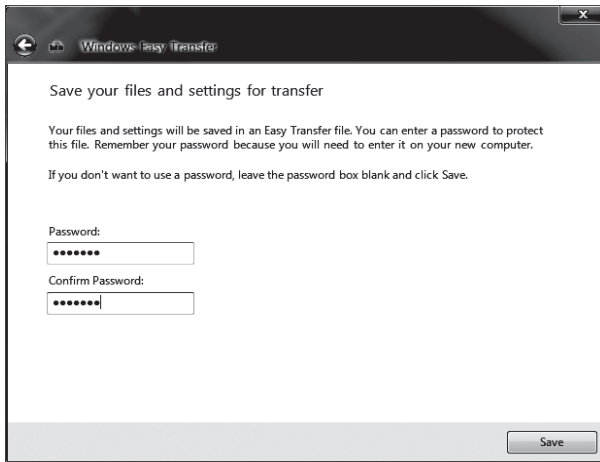 Windows Easy Transfer
Save your files and settings for transfer
Your files and settings will be saved in an Easy Transfer file. You can enter a password to protect
this file. Remember your password because you will need to enter it on your new computer.
If you don't want to use a password, leave the password box blank and click Save.
Password:
•••••••
Confirm Password:
•••••••
Save